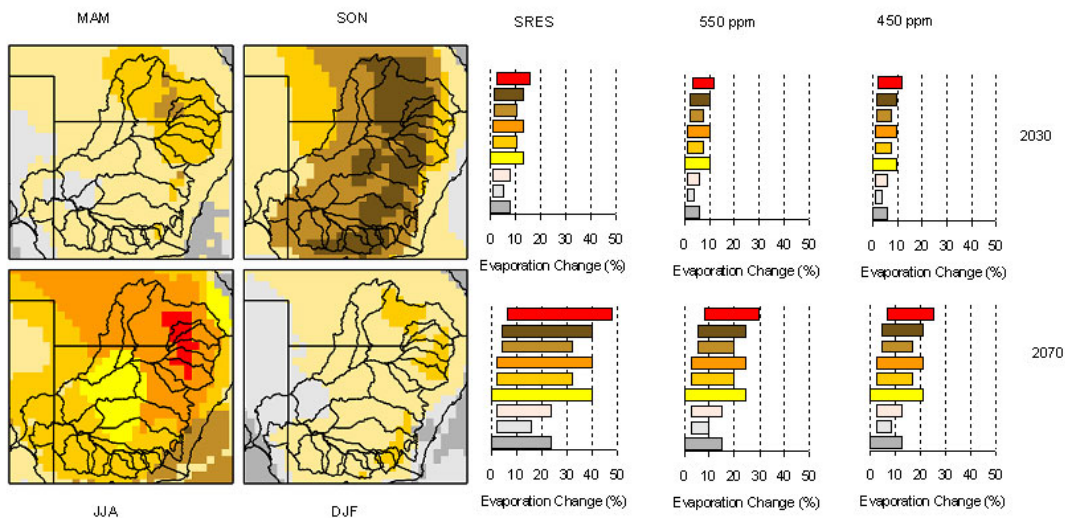 MAM SON SRES 550 ppm 450 ppm
2030
0 10 20 30 40 50 0 10 20 30 40 50 0 10 20 30 40 50
Evaporation Change (%) Evaporation Change (%) Evaporation Change (%)
2070
0 10 20 30 40 50 0 10 20 30 40 50 0 10 20 30 40 50
Evaporation Change (%) Evaporation Change (%) Evaporation Change (%)
JJA DJF